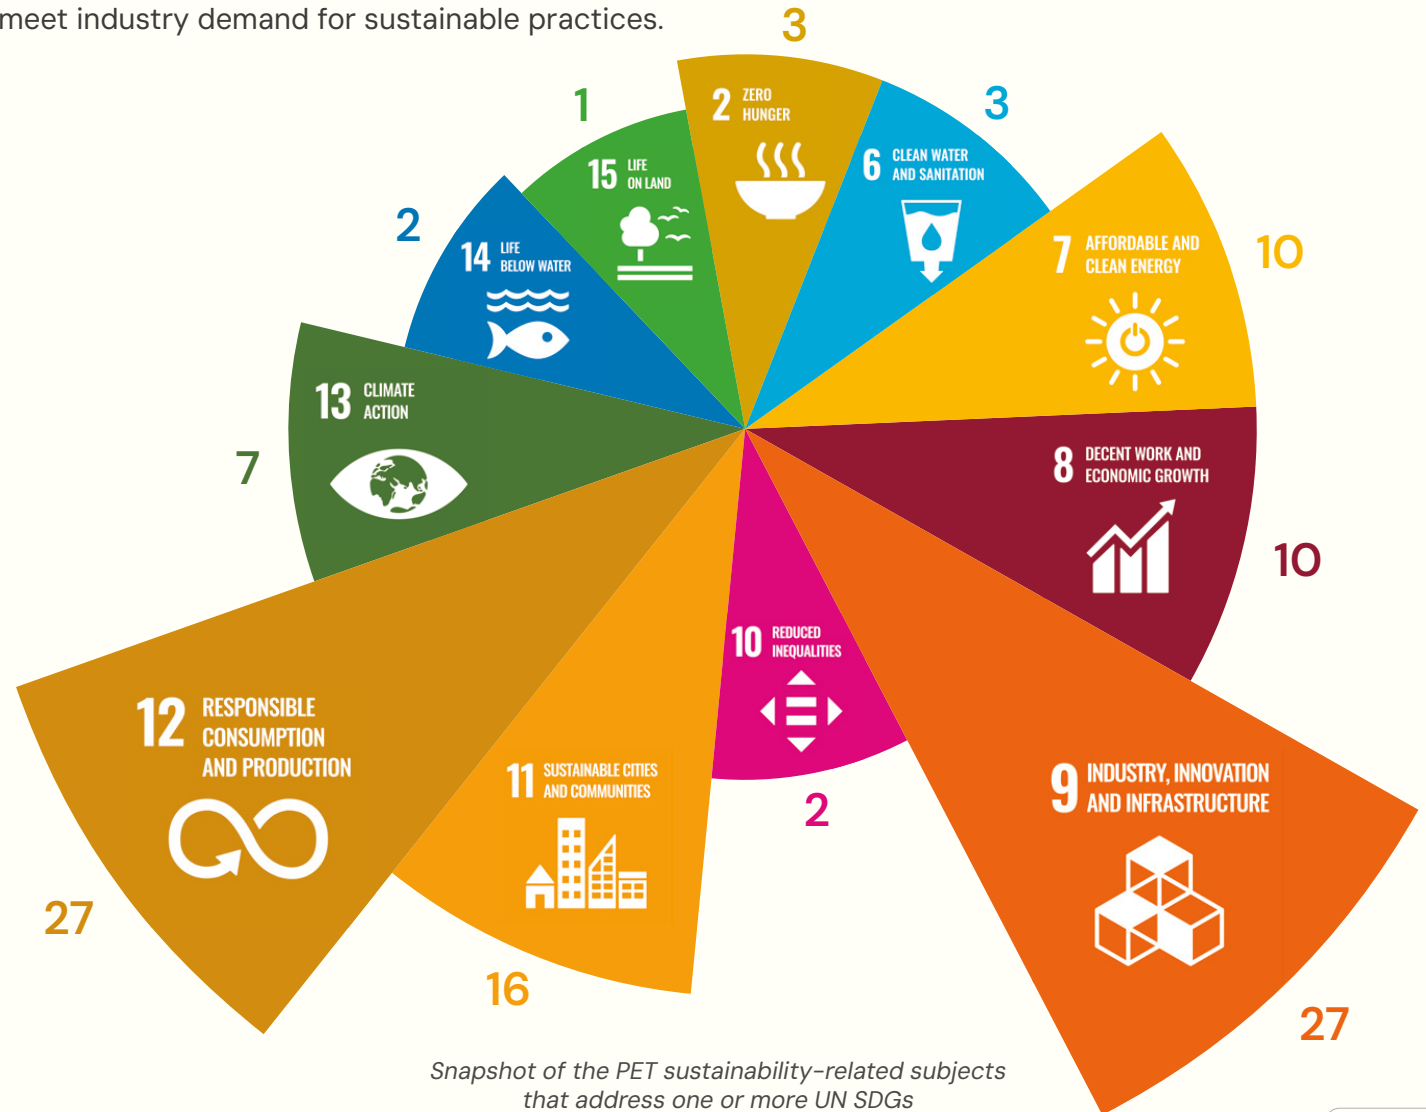 meet industry demand for sustainable practices.
3
2 ZERO
HUNGER
3
6 CLEAN WATER
AND SANITATION
10
7 AFFORDABLE AND
CLEAN ENERGY
10
8 DECENT WORK AND
ECONOMIC GROWTH
27
9 INDUSTRY, INNOVATION
AND INFRASTRUCTURE
2
10 REDUCED
INEQUALITIES
16
11 SUSTAINABLE CITIES
AND COMMUNITIES
27
12 RESPONSIBLE
CONSUMPTION
AND PRODUCTION
7
13 CLIMATE
ACTION
2
14 LIFE
BELOW WATER
1
15 LIFE
ON LAND
Snapshot of the PET sustainability-related subjects
that address one or more UN SDGs